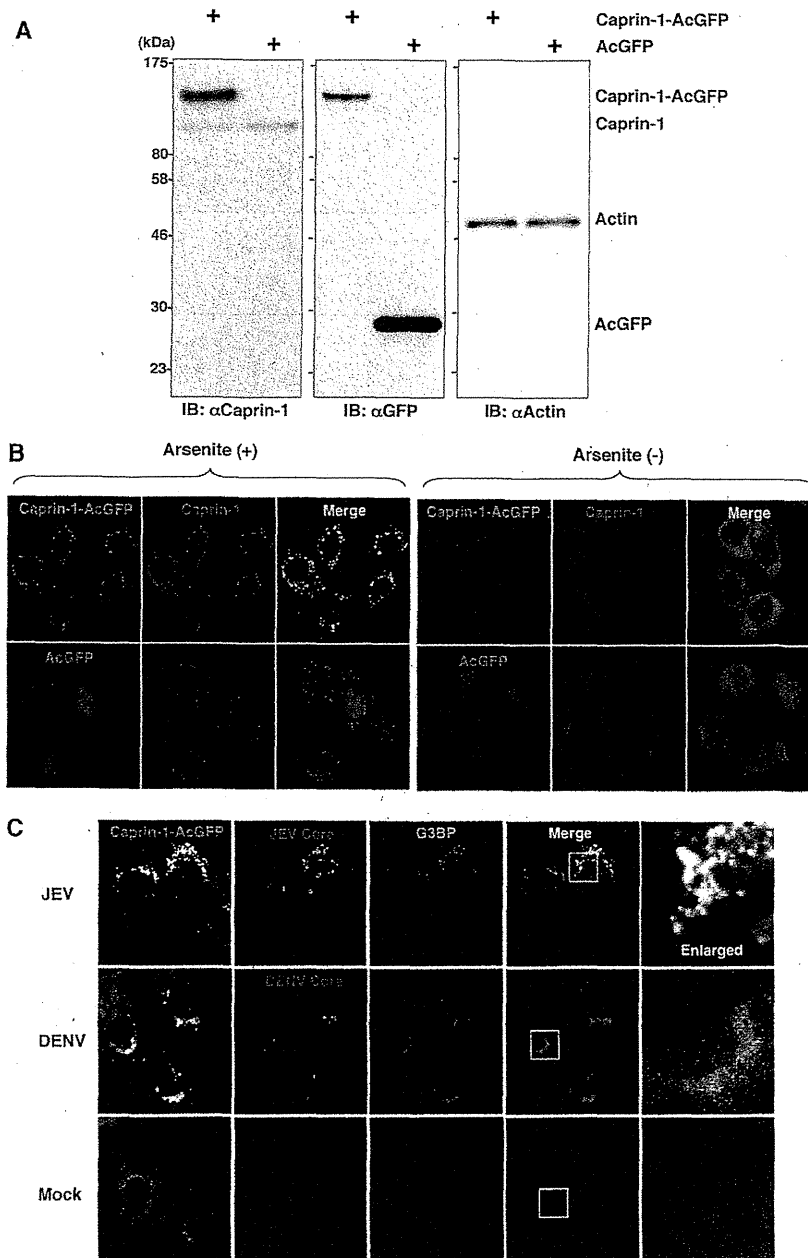 A
+ + + Caprin-1-AcGFP
(kDa) + + + AcGFP
175-
Caprin-1-AcGFP
Caprin-1
80-
58-
Actin
46-
30-
AcGFP
23-
IB: αCaprin-1 IB: αGFP IB: αActin
B
Arsenite (+) Arsenite (-)
Caprin-1-AcGFP Caprin-1 Merge Caprin-1-AcGFP Caprin-1 Merge
AcGFP AcGFP
C
Caprin-1-AcGFP JEV Core G3BP Merge
JEV
Enlarged
DENV Core
DENV
Mock